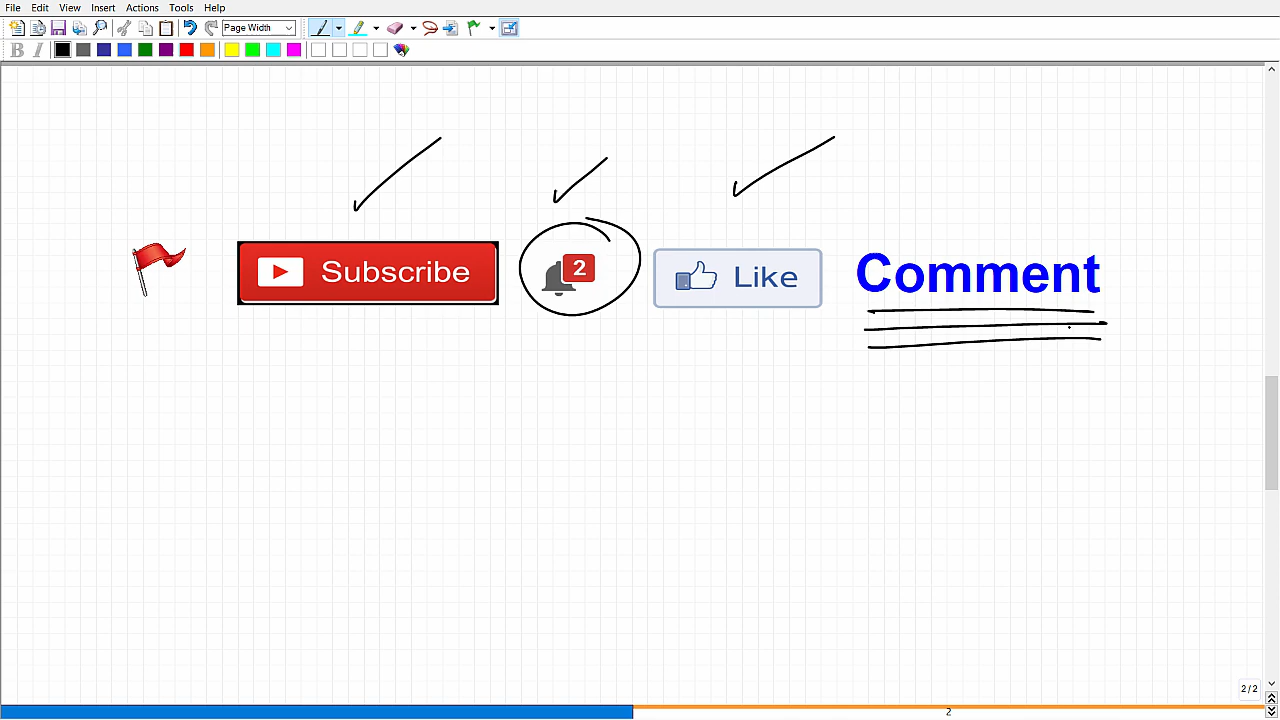 File Edit View Insert Actions Tools Help
Page Width
B I
Subscribe 2 Like Comment
2/2
2